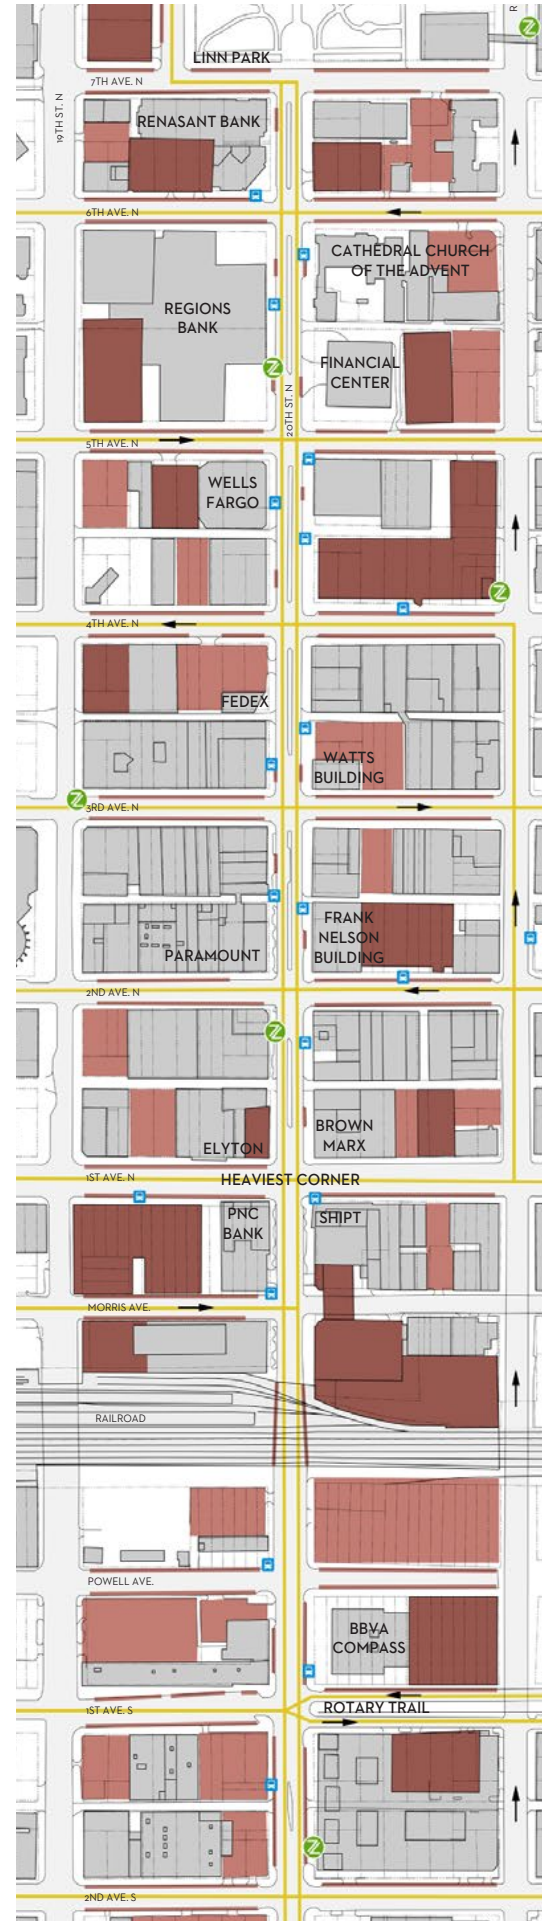 R
LINN PARK
7TH AVE. N
19TH ST. N
RENASANT BANK
6TH AVE. N
CATHEDRAL CHURCH
OF THE ADVENT
REGIONS
BANK
FINANCIAL
CENTER
20TH ST. N
5TH AVE. N
WELLS
FARGO
4TH AVE. N
FEDEX
WATTS
BUILDING
3RD AVE. N
FRANK
NELSON
BUILDING
PARAMOUNT
2ND AVE. N
BROWN
MARX
ELYTON
1ST AVE. N
HEAVIEST CORNER
PNC
BANK
SHIPT
MORRIS AVE.
RAILROAD
POWELL AVE.
BBVA
COMPASS
1ST AVE. S
ROTARY TRAIL
2ND AVE. S